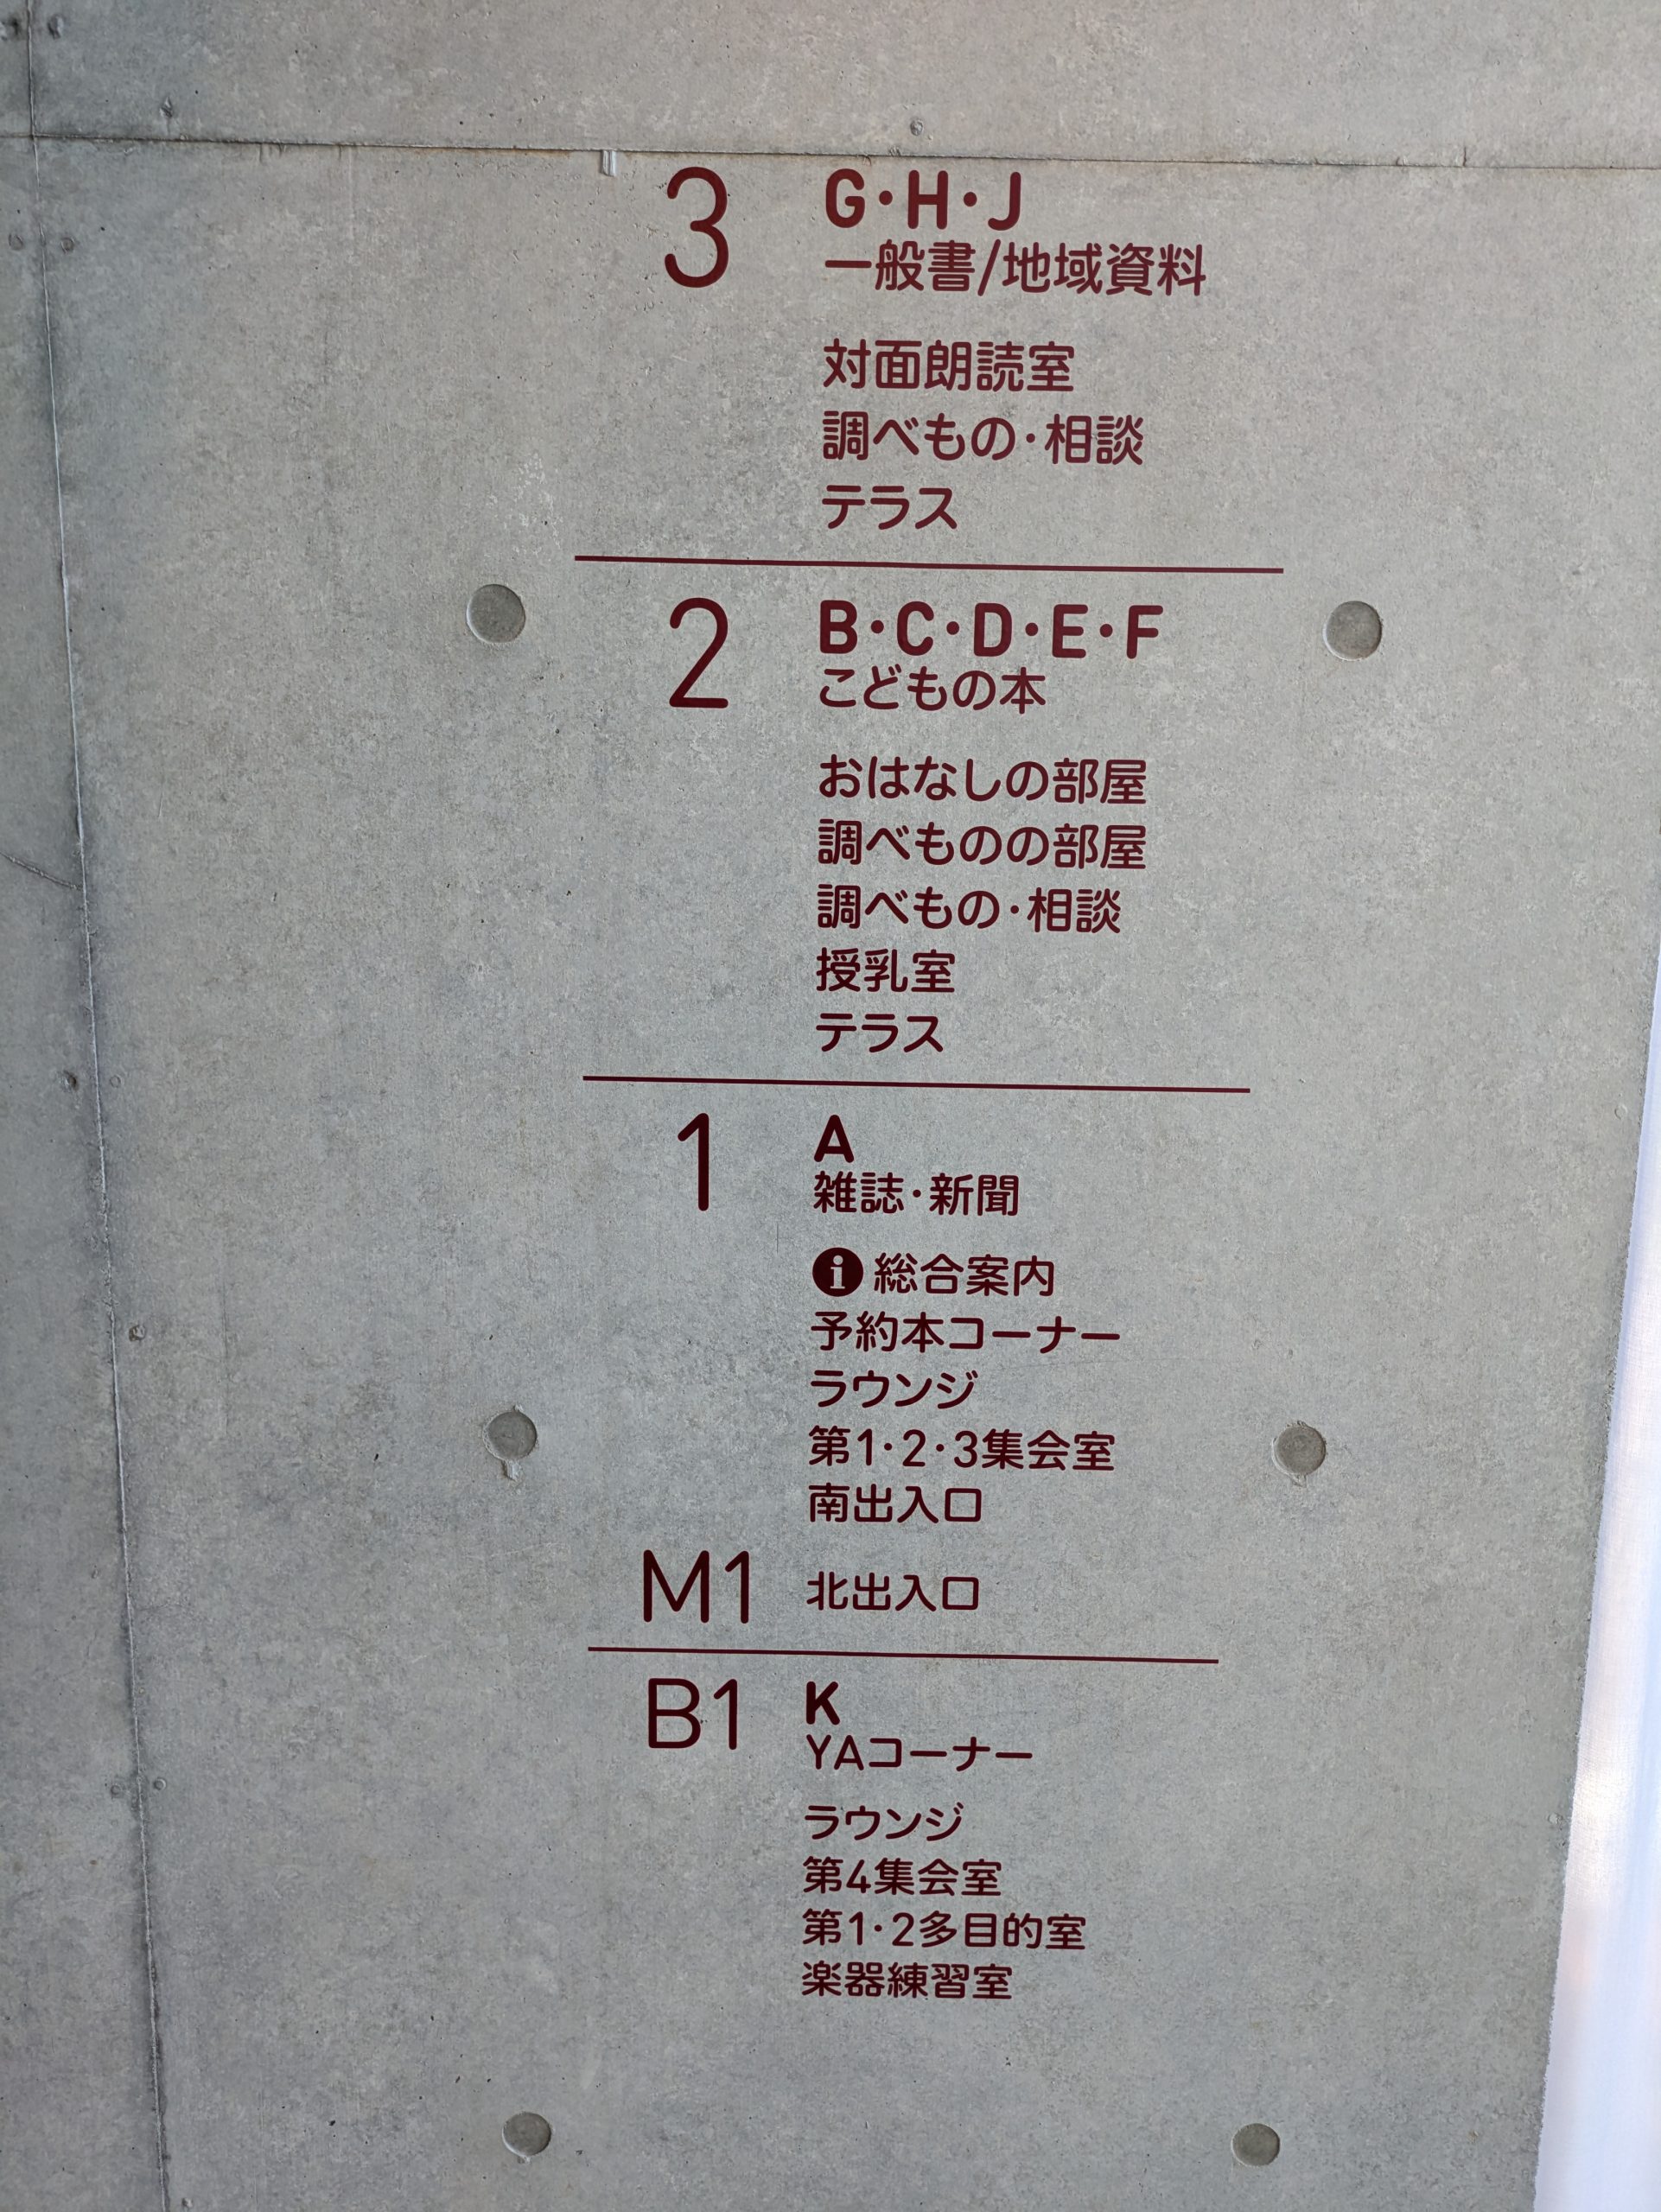 3 G・H・J
一般書/地域資料
対面朗読室
調べもの・相談
テラス
2 B・C・D・E・F
こどもの本
おはなしの部屋
調べものの部屋
調べもの・相談
授乳室
テラス
1 A
雑誌・新聞
i 総合案内
予約本コーナー
ラウンジ
第1・2・3集会室
南出入口
M1 北出入口
B1 K
YAコーナー
ラウンジ
第4集会室
第1・2多目的室
楽器練習室